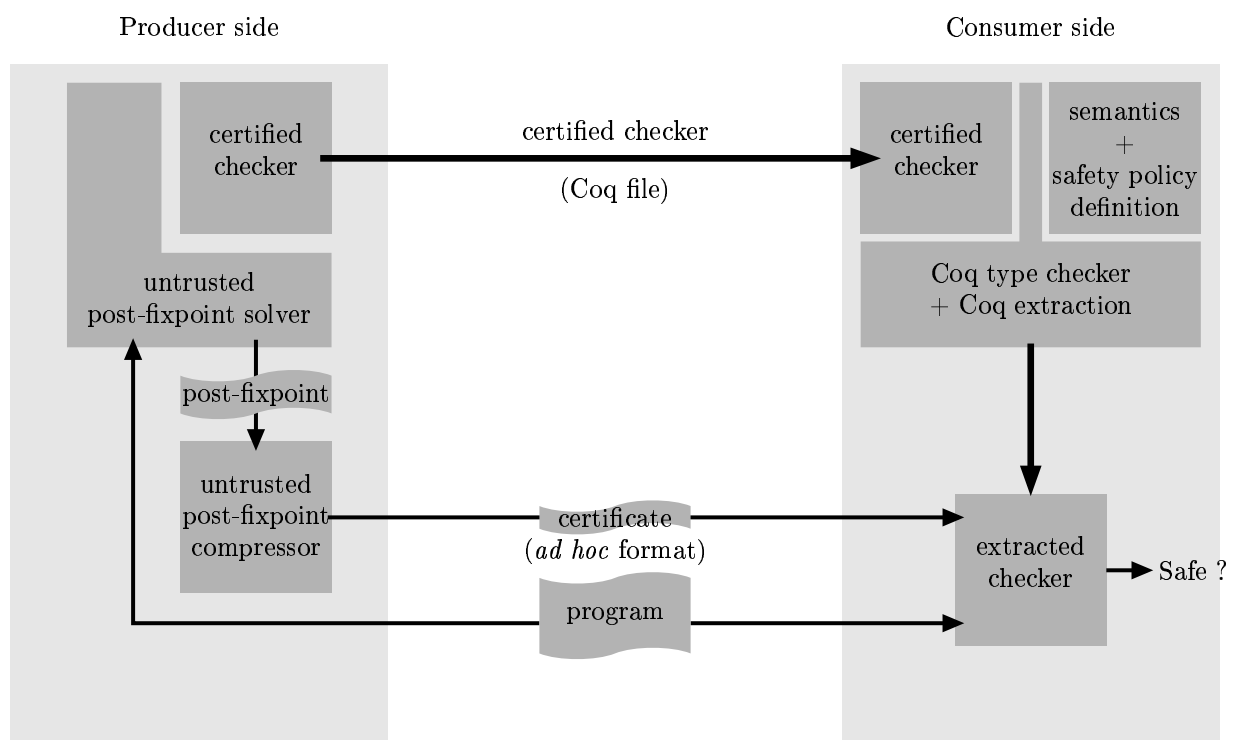 Producer side
Consumer side
certified
checker
certified checker
(Coq file)
certified
checker
semantics
+
safety policy
definition
untrusted
post-fixpoint solver
Coq type checker
+ Coq extraction
post-fixpoint
untrusted
post-fixpoint
compressor
certificate
(ad hoc format)
program
extracted
checker
Safe ?